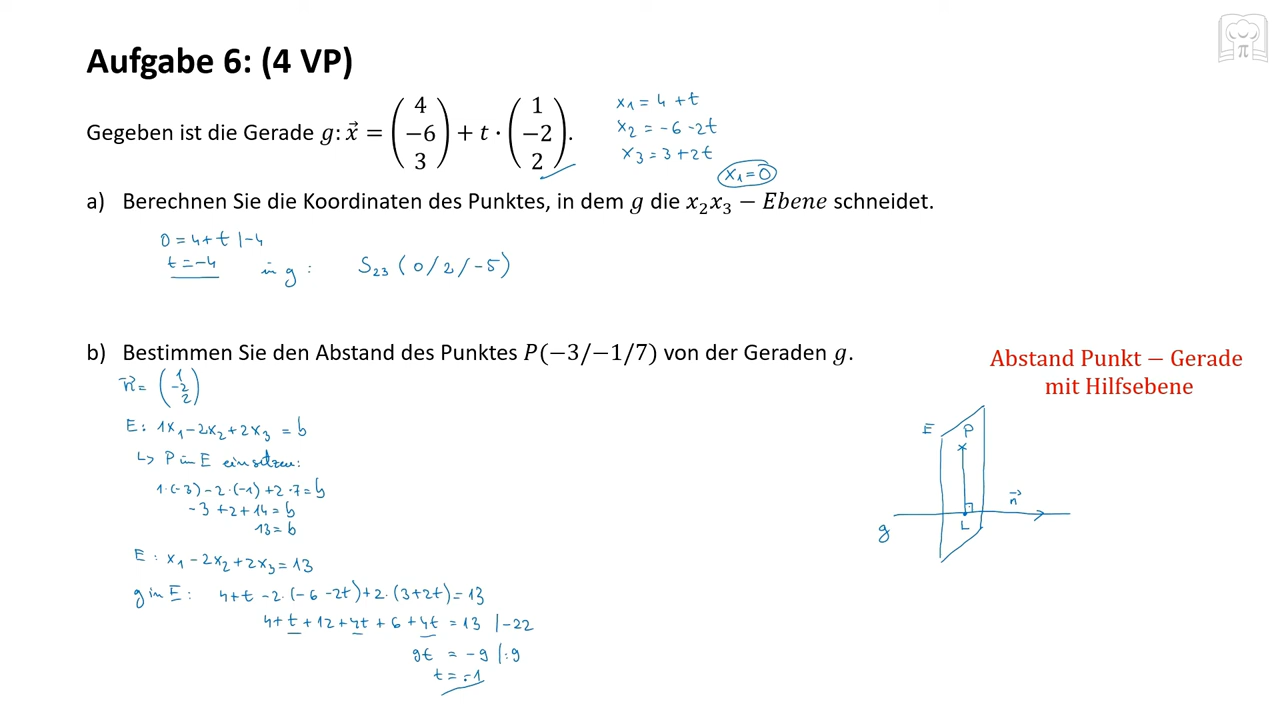 Aufgabe 6: (4 VP)
Gegeben ist die Gerade g: x⃗ = (4 −6 3) + t · (1 −2 2).
x₁ = 4 + t
x₂ = -6 -2t
x₃ = 3 + 2t
x₁ = 0
a) Berechnen Sie die Koordinaten des Punktes, in dem g die x₂x₃ − Ebene schneidet.
0 = 4 + t |-4
t = -4 in g: S₂₃ (0/2/-5)
b) Bestimmen Sie den Abstand des Punktes P(−3/−1/7) von der Geraden g.
n⃗ = (1 -2 2)
E: 1x₁ - 2x₂ + 2x₃ = b
↳ P in E einsetzen:
1·(-3) - 2·(-1) + 2·7 = b
-3 + 2 + 14 = b
13 = b
E: x₁ - 2x₂ + 2x₃ = 13
g in E: 4 + t - 2·(-6 - 2t) + 2·(3 + 2t) = 13
4 + t + 12 + 4t + 6 + 4t = 13 |-22
9t = -9 |:9
t = -1
Abstand Punkt − Gerade
mit Hilfsebene
E
P
n⃗
L
g
π